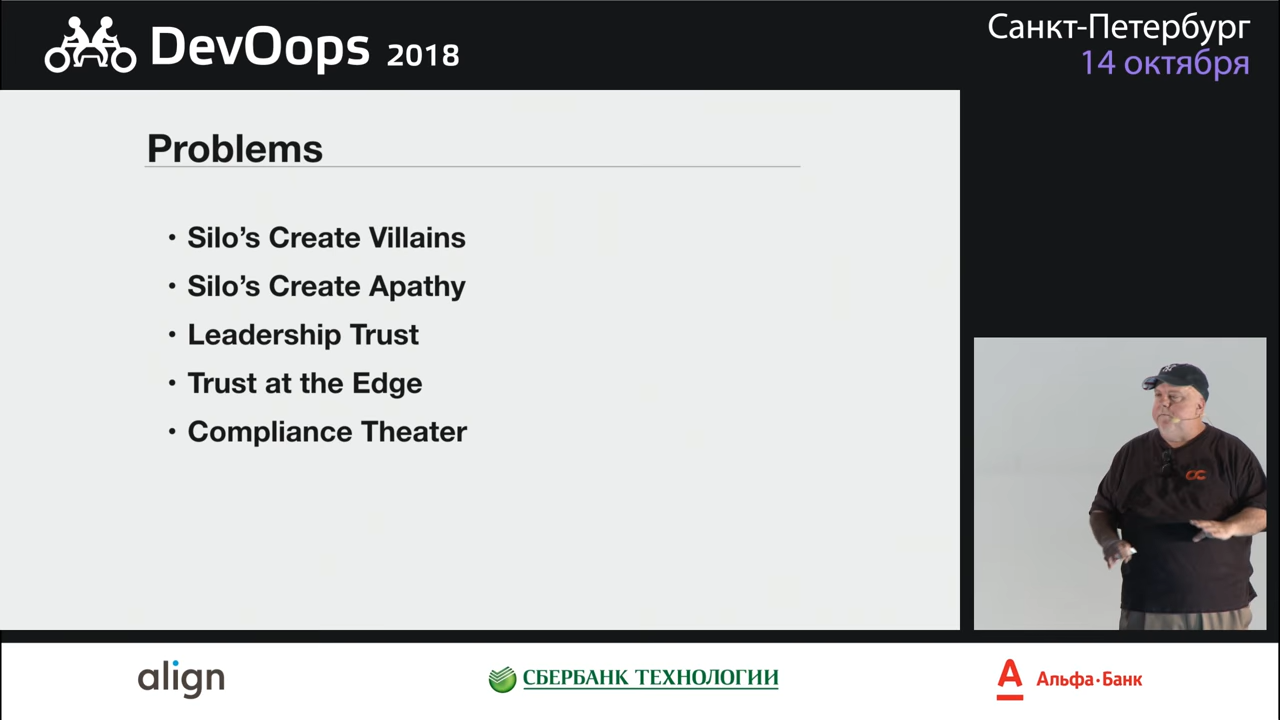 DevOops 2018
Санкт-Петербург
14 октября
Problems
• Silo’s Create Villains
• Silo’s Create Apathy
• Leadership Trust
• Trust at the Edge
• Compliance Theater
align
СБЕРБАНК ТЕХНОЛОГИИ
А Альфа·Банк